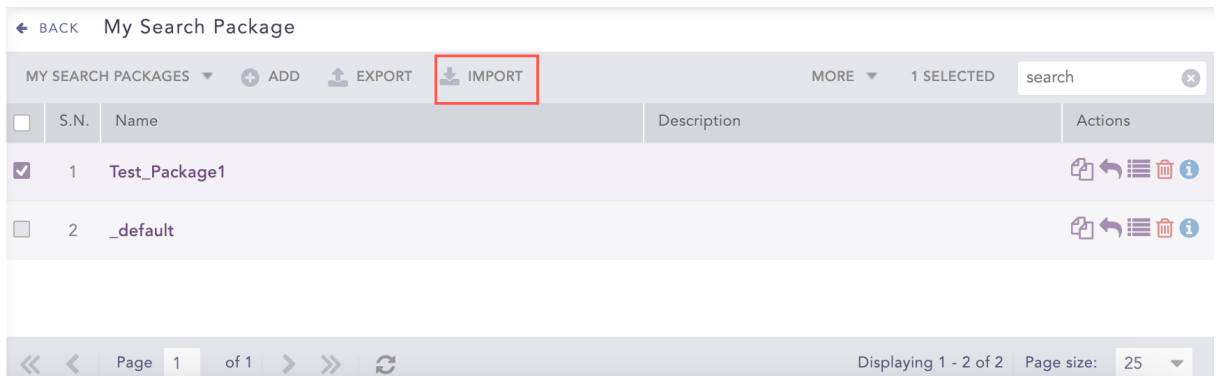 BACK My Search Package
MY SEARCH PACKAGES ADD EXPORT IMPORT MORE 1 SELECTED search
S.N. Name Description Actions
1 Test_Package1
2 _default
Page 1 of 1 Displaying 1 - 2 of 2 Page size: 25